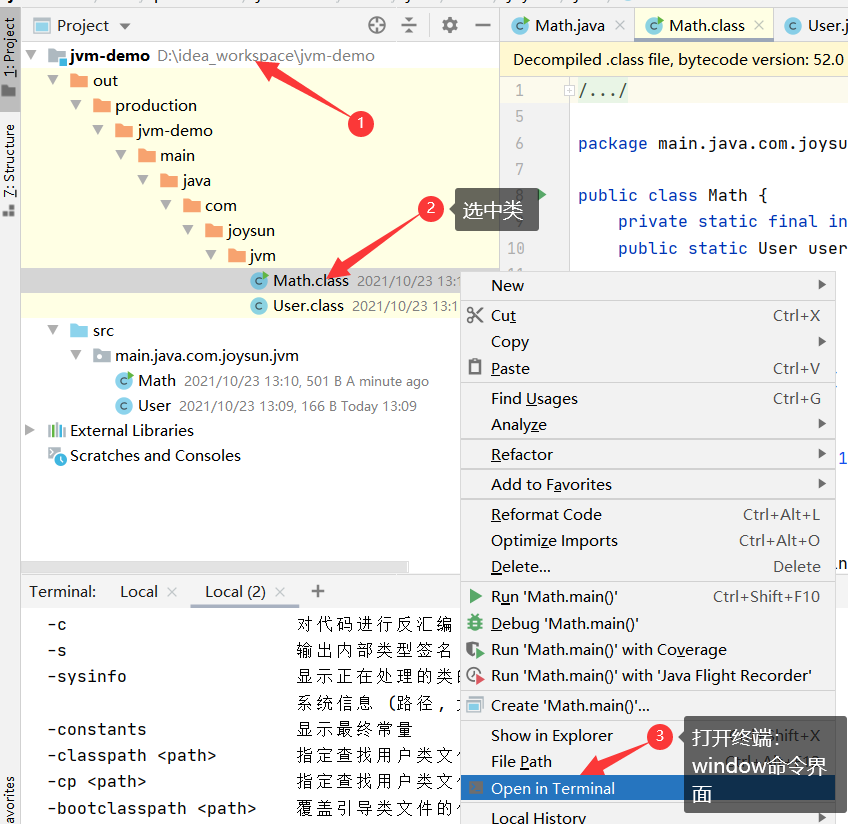 Project
Math.java
Math.class
User.j
1: Project
jvm-demo D:\idea_workspace\jvm-demo
Decompiled .class file, bytecode version: 52.0
out
production
1
jvm-demo
main
java
com
joysun
jvm
Math.class 2021/10/23 13:1
User.class 2021/10/23 13:1
2
选中类
Z: Structure
src
main.java.com.joysun.jvm
Math 2021/10/23 13:10, 501 B A minute ago
User 2021/10/23 13:09, 166 B Today 13:09
External Libraries
Scratches and Consoles
1 /.../
5
6 package main.java.com.joysu
7
8 public class Math {
9 private static final in
10 public static User user
New
Cut Ctrl+X
Copy
Paste Ctrl+V
Find Usages Ctrl+G
Analyze
Refactor
Add to Favorites
Reformat Code Ctrl+Alt+L
Optimize Imports Ctrl+Alt+O
Delete... Delete
Run 'Math.main()' Ctrl+Shift+F10
Debug 'Math.main()'
Run 'Math.main()' with Coverage
Run 'Math.main()' with 'Java Flight Recorder'
Create 'Math.main()'...
Show in Explorer
File Path
Open in Terminal
Local History
3
打开终端:
window命令界
面
Terminal: Local Local (2)
-c 对代码进行反汇编
-s 输出内部类型签名
-sysinfo 显示正在处理的类的
系统信息 (路径,
-constants 显示最终常量
-classpath <path> 指定查找用户类文件
-cp <path> 指定查找用户类文件
-bootclasspath <path> 覆盖引导类文件的
avorites